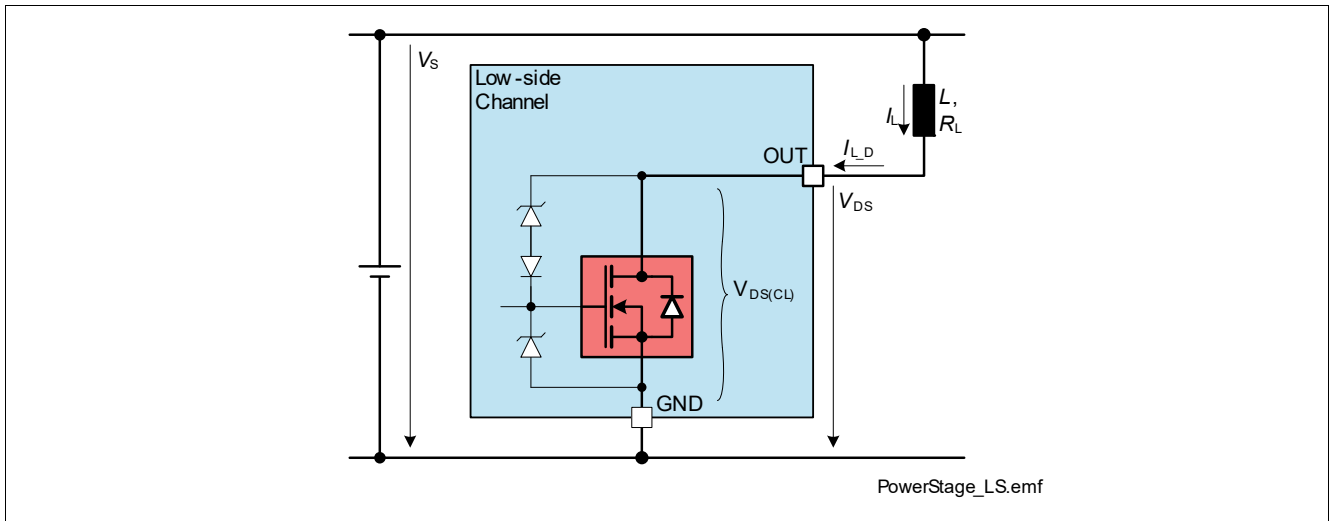 VS
Low-side
Channel
L,
RL
IL
IL_D
OUT
VDS
VDS(CL)
GND
PowerStage_LS.emf